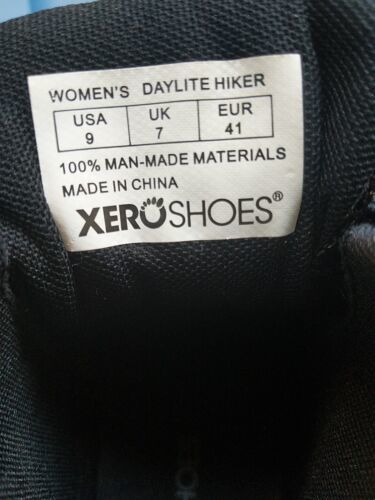 WOMEN'S DAYLITE HIKER
USA UK EUR
9 7 41
100% MAN-MADE MATERIALS
MADE IN CHINA
XEROSHOES®